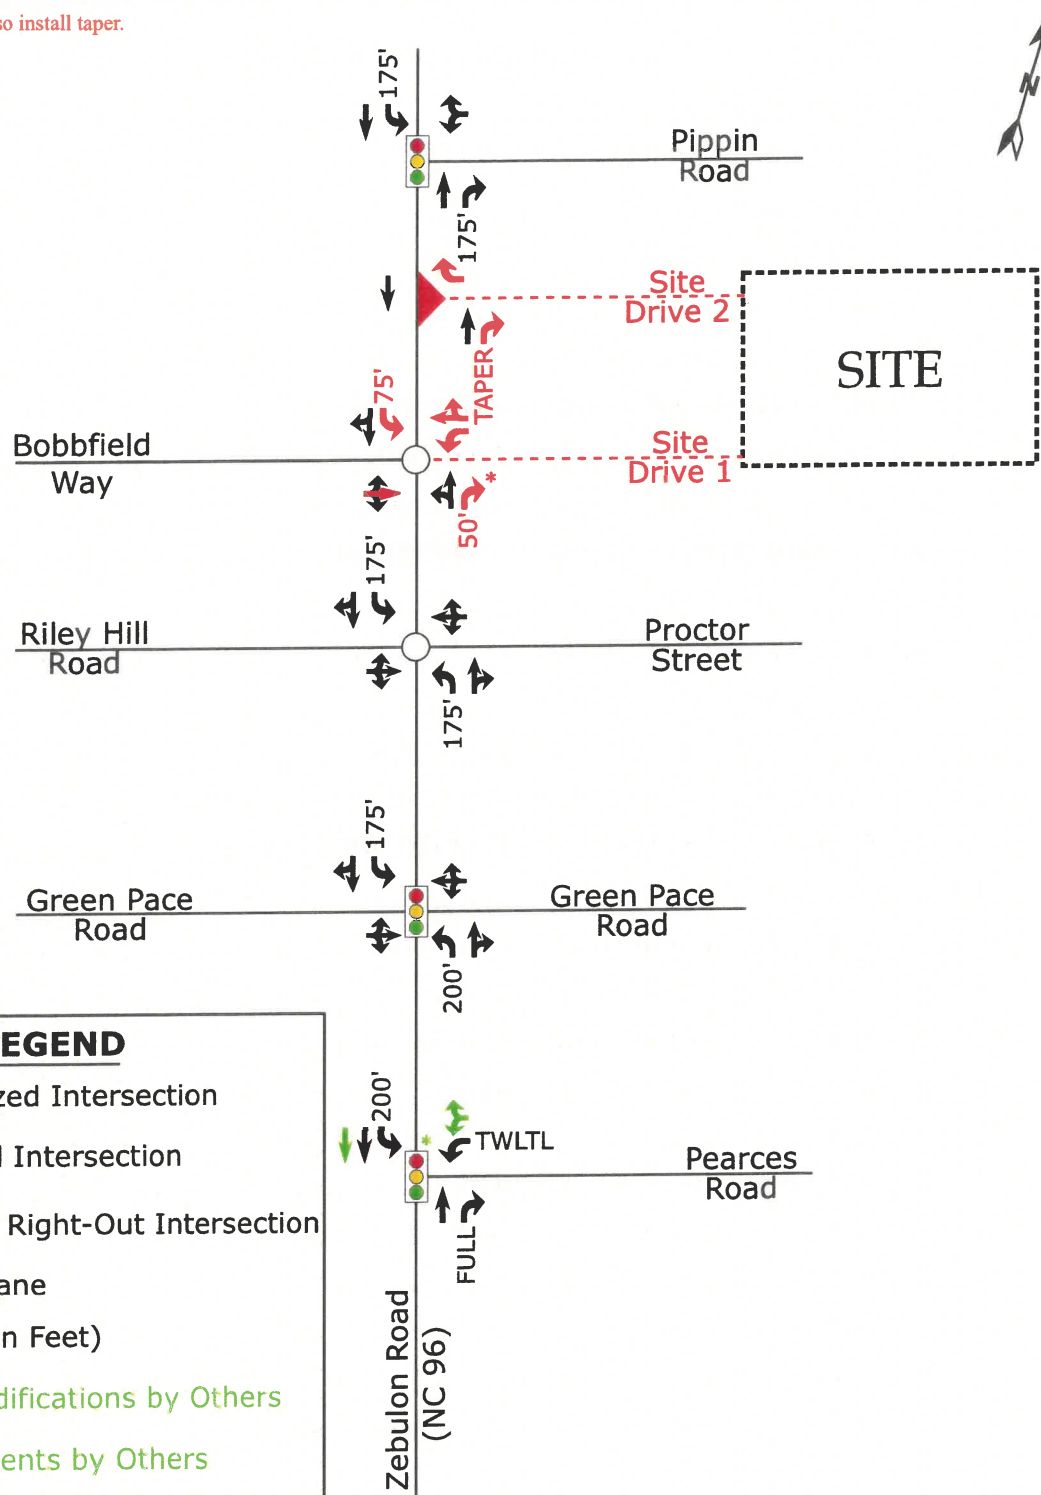 so install taper.
175'
N
Pippin
Road
175'
Site
Drive 2
SITE
TAPER
75'
Bobbfield
Way
Site
Drive 1
*
50'
175'
Riley Hill
Road
Proctor
Street
175'
175'
Green Pace
Road
Green Pace
Road
200'
EGEND
zed Intersection
Intersection
Right-Out Intersection
ane
n Feet)
difications by Others
ents by Others
200'
*
TWLTL
Pearces
Road
FULL
Zebulon Road
(NC 96)